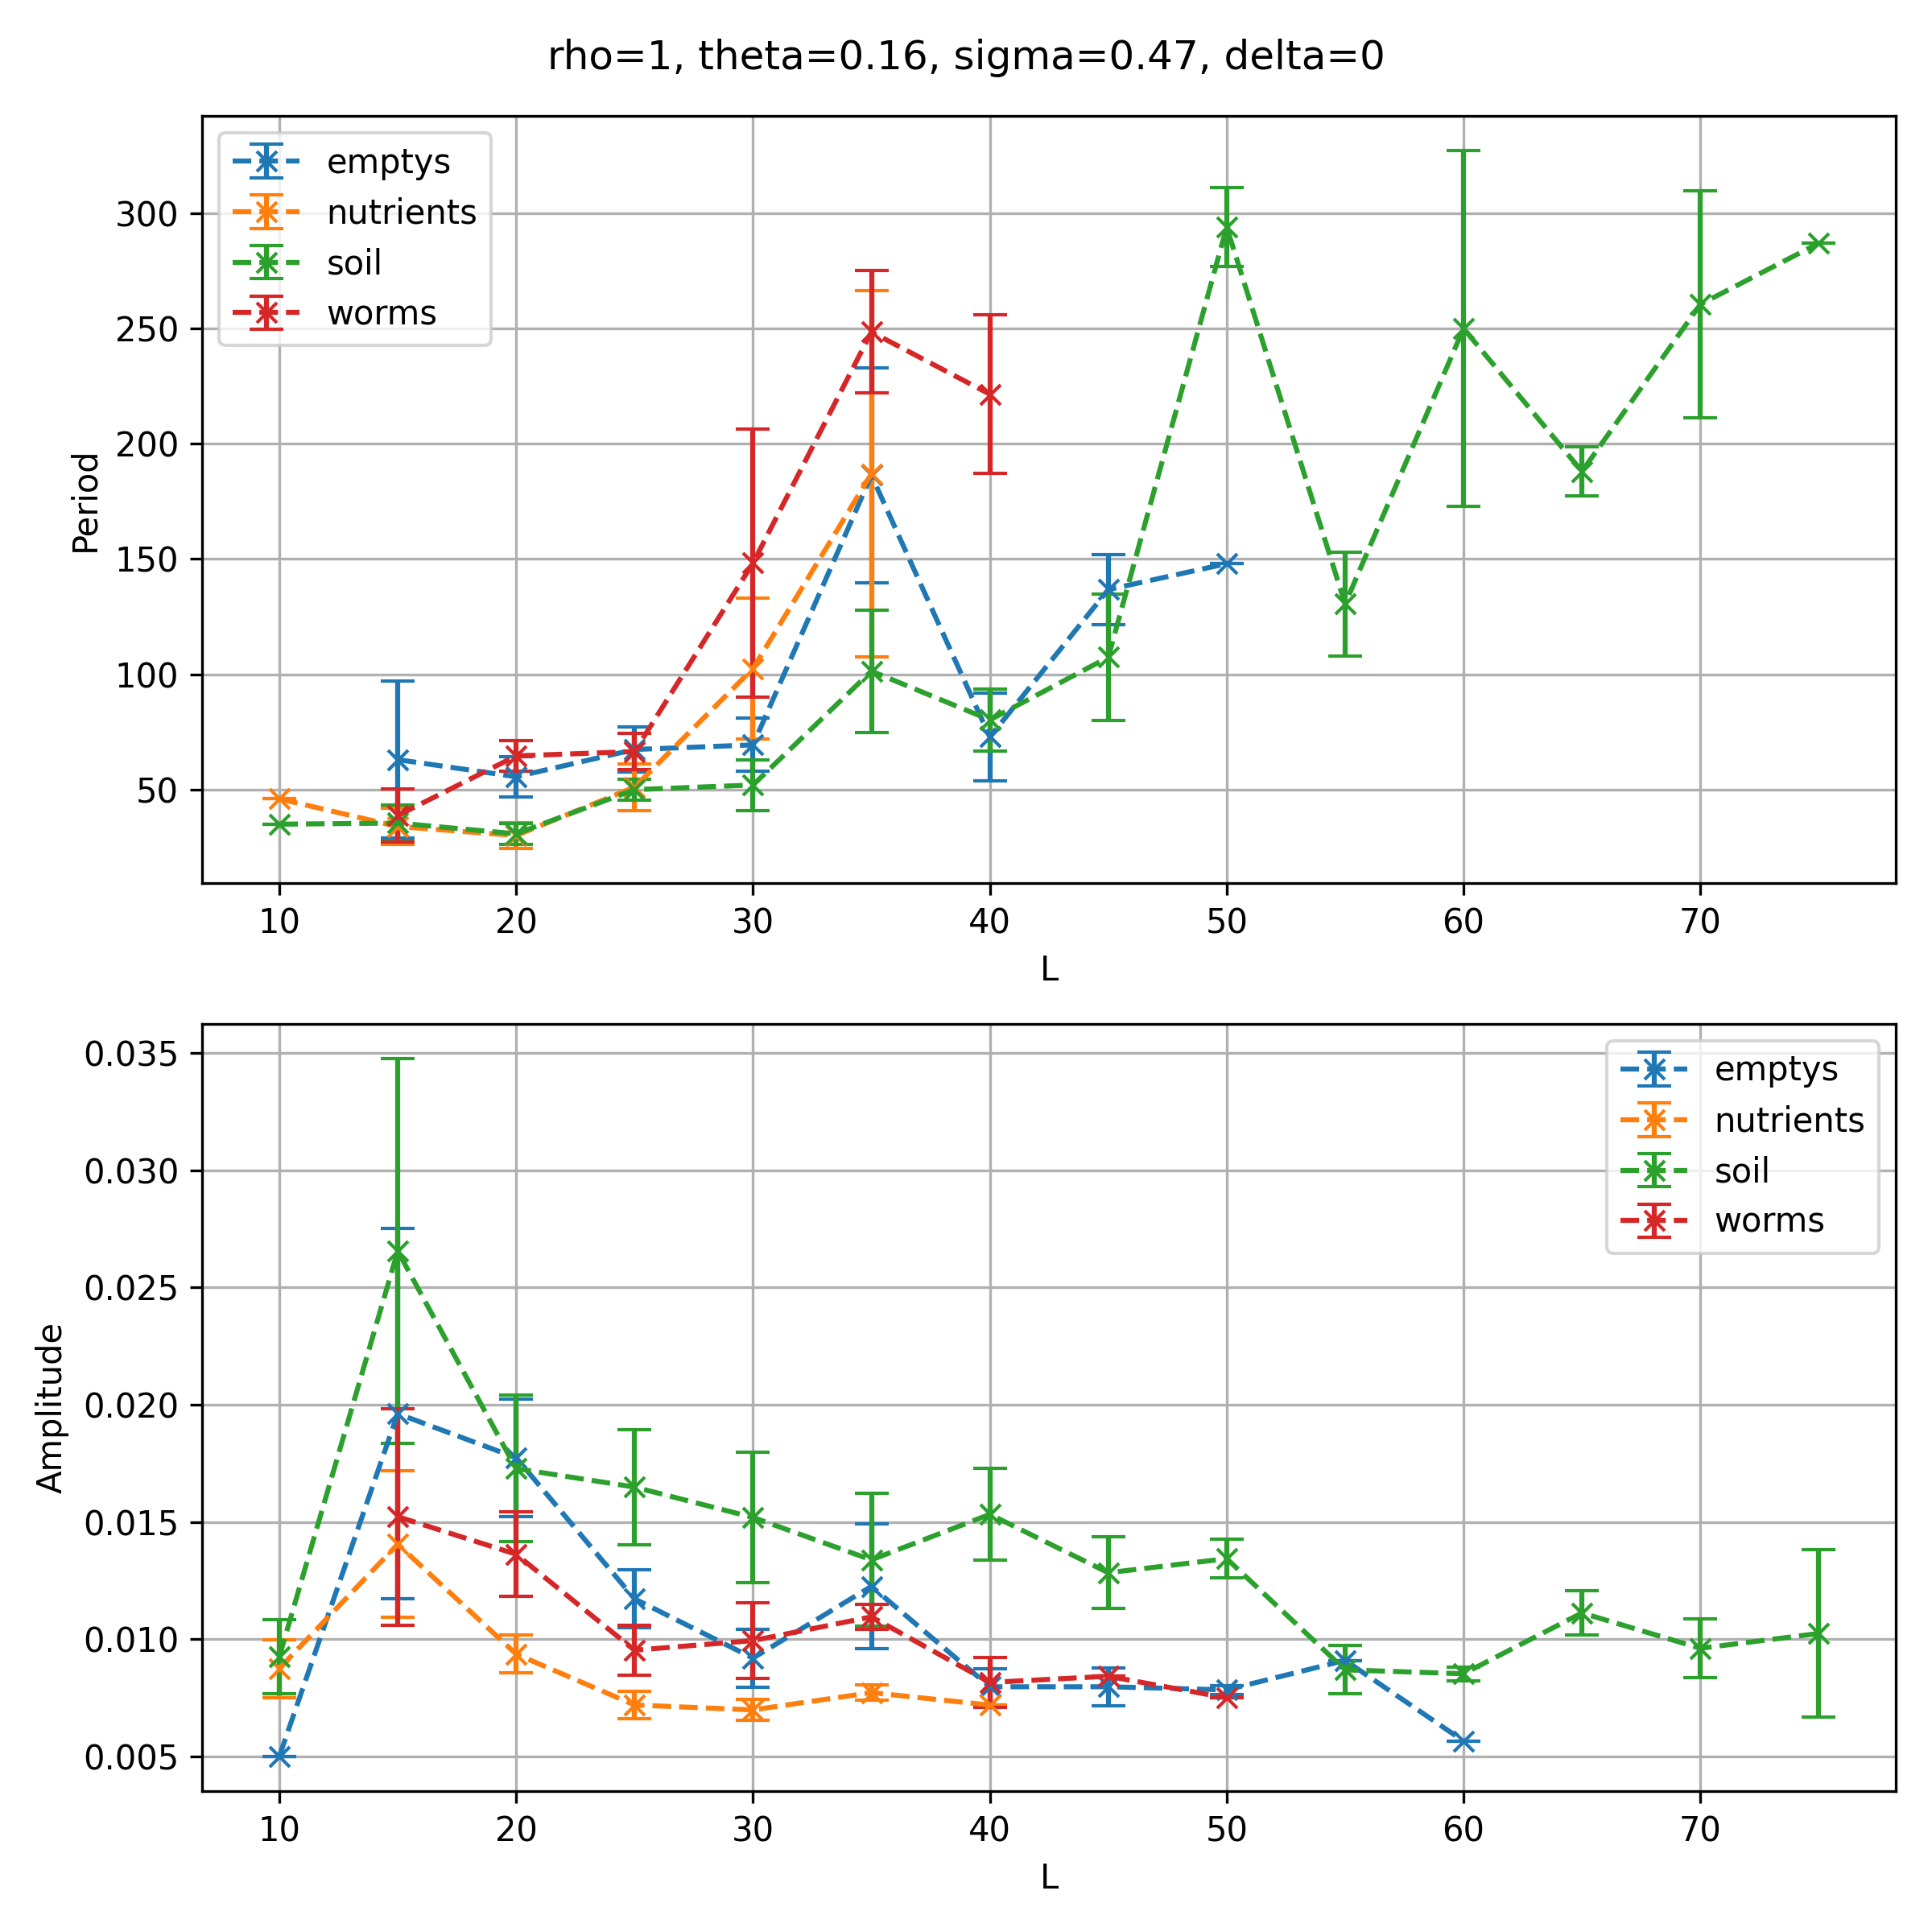 rho=1, theta=0.16, sigma=0.47, delta=0
emptys
nutrients
soil
worms
300
250
200
150
100
50
Period
10 20 30 40 50 60 70
L
emptys
nutrients
soil
worms
0.035
0.030
0.025
0.020
0.015
0.010
0.005
Amplitude
10 20 30 40 50 60 70
L